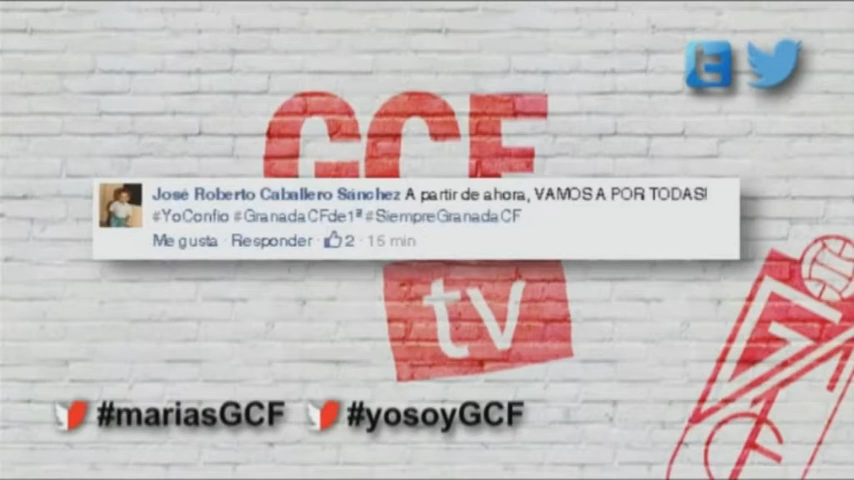 GCF
José Roberto Caballero Sánchez A partir de ahora, VAMOS A POR TODAS!
#YoConfio #GranadaCFde1ª #SiempreGranadaCF
Me gusta · Responder · 2 · 15 min
tv
#mariasGCF #yosoyGCF